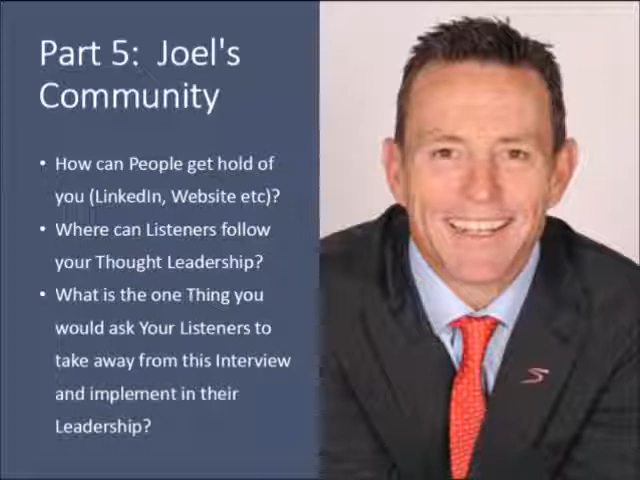 Part 5:  Joel's
Community
• How can People get hold of
you (LinkedIn, Website etc)?
• Where can Listeners follow
your Thought Leadership?
• What is the one Thing you
would ask Your Listeners to
take away from this Interview
and implement in their
Leadership?